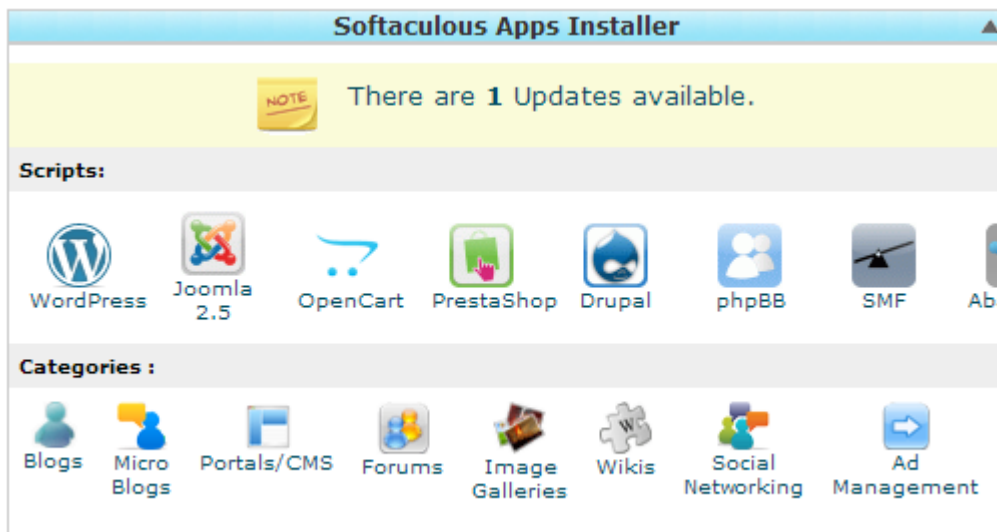 Softaculous Apps Installer
NOTE
There are 1 Updates available.
Scripts:
WordPress
Joomla
2.5
OpenCart
PrestaShop
Drupal
phpBB
SMF
Categories :
Blogs
Micro
Blogs
Portals/CMS
Forums
Image
Galleries
Wikis
Social
Networking
Ad
Management